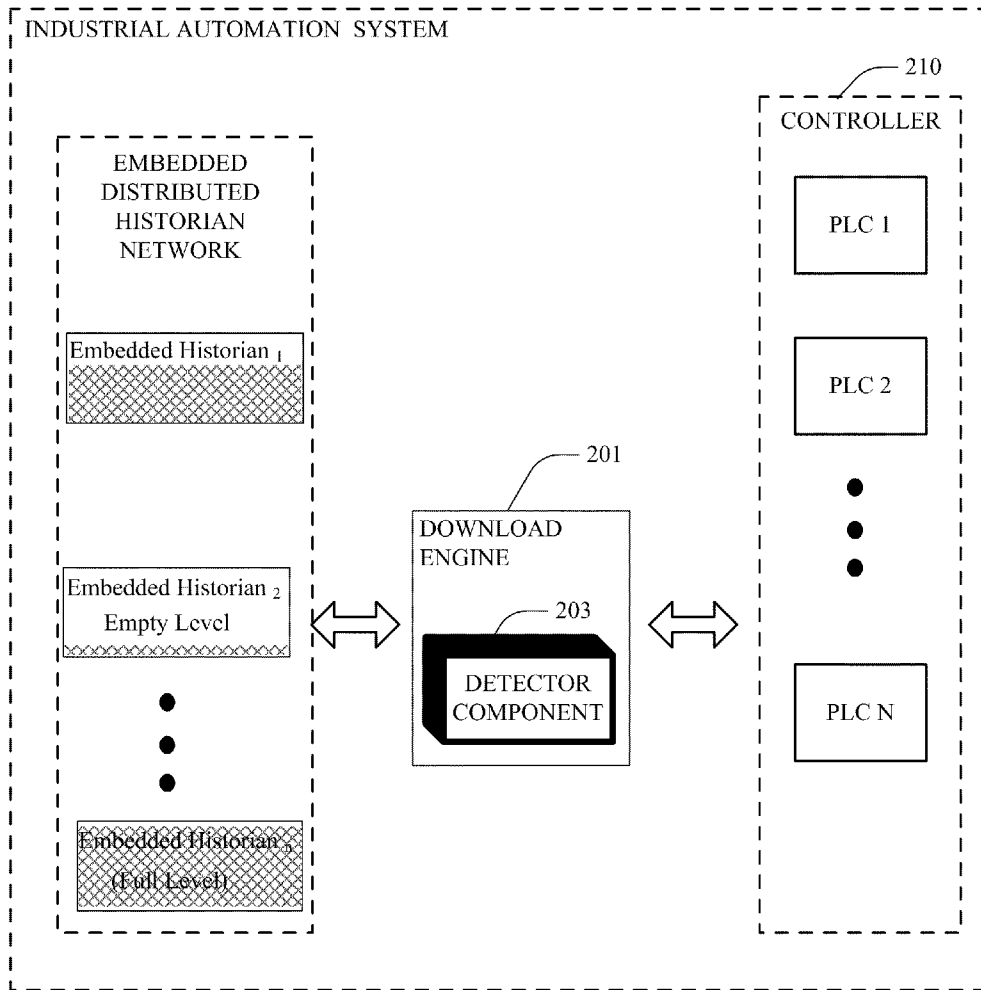 INDUSTRIAL AUTOMATION SYSTEM
210
CONTROLLER
EMBEDDED
DISTRIBUTED
HISTORIAN
NETWORK
PLC 1
Embedded Historian 1
PLC 2
201
DOWNLOAD
ENGINE
Embedded Historian 2
Empty Level
203
DETECTOR
COMPONENT
PLC N
Embedded Historian n
(Full Level)